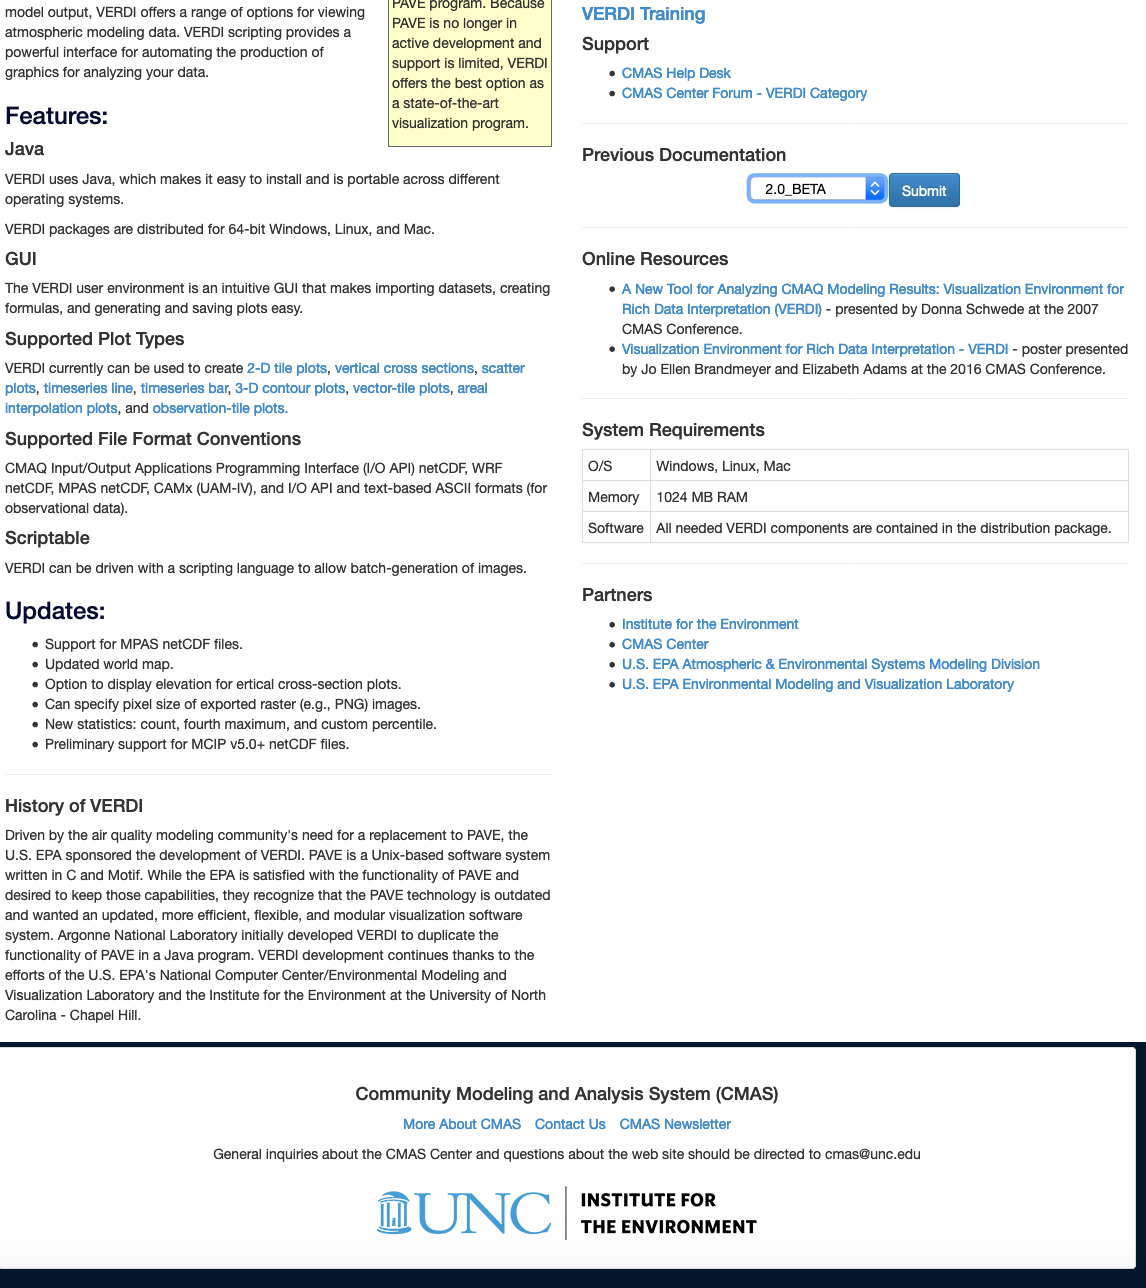 model output, VERDI offers a range of options for viewing
atmospheric modeling data. VERDI scripting provides a
powerful interface for automating the production of
graphics for analyzing your data.
PAVE program. Because
PAVE is no longer in
active development and
support is limited, VERDI
offers the best option as
a state-of-the-art
visualization program.
Features:
Java
VERDI uses Java, which makes it easy to install and is portable across different
operating systems.
VERDI packages are distributed for 64-bit Windows, Linux, and Mac.
GUI
The VERDI user environment is an intuitive GUI that makes importing datasets, creating
formulas, and generating and saving plots easy.
Supported Plot Types
VERDI currently can be used to create 2-D tile plots, vertical cross sections, scatter
plots, timeseries line, timeseries bar, 3-D contour plots, vector-tile plots, areal
interpolation plots, and observation-tile plots.
Supported File Format Conventions
CMAQ Input/Output Applications Programming Interface (I/O API) netCDF, WRF
netCDF, MPAS netCDF, CAMx (UAM-IV), and I/O API and text-based ASCII formats (for
observational data).
Scriptable
VERDI can be driven with a scripting language to allow batch-generation of images.
Updates:
• Support for MPAS netCDF files.
• Updated world map.
• Option to display elevation for ertical cross-section plots.
• Can specify pixel size of exported raster (e.g., PNG) images.
• New statistics: count, fourth maximum, and custom percentile.
• Preliminary support for MCIP v5.0+ netCDF files.
History of VERDI
Driven by the air quality modeling community's need for a replacement to PAVE, the
U.S. EPA sponsored the development of VERDI. PAVE is a Unix-based software system
written in C and Motif. While the EPA is satisfied with the functionality of PAVE and
desired to keep those capabilities, they recognize that the PAVE technology is outdated
and wanted an updated, more efficient, flexible, and modular visualization software
system. Argonne National Laboratory initially developed VERDI to duplicate the
functionality of PAVE in a Java program. VERDI development continues thanks to the
efforts of the U.S. EPA's National Computer Center/Environmental Modeling and
Visualization Laboratory and the Institute for the Environment at the University of North
Carolina - Chapel Hill.
VERDI Training
Support
• CMAS Help Desk
• CMAS Center Forum - VERDI Category
Previous Documentation
2.0_BETA Submit
Online Resources
• A New Tool for Analyzing CMAQ Modeling Results: Visualization Environment for
Rich Data Interpretation (VERDI) - presented by Donna Schwede at the 2007
CMAS Conference.
• Visualization Environment for Rich Data Interpretation - VERDI - poster presented
by Jo Ellen Brandmeyer and Elizabeth Adams at the 2016 CMAS Conference.
System Requirements
O/S Windows, Linux, Mac
Memory 1024 MB RAM
Software All needed VERDI components are contained in the distribution package.
Partners
• Institute for the Environment
• CMAS Center
• U.S. EPA Atmospheric & Environmental Systems Modeling Division
• U.S. EPA Environmental Modeling and Visualization Laboratory
Community Modeling and Analysis System (CMAS)
More About CMAS Contact Us CMAS Newsletter
General inquiries about the CMAS Center and questions about the web site should be directed to cmas@unc.edu
UNC
INSTITUTE FOR
THE ENVIRONMENT